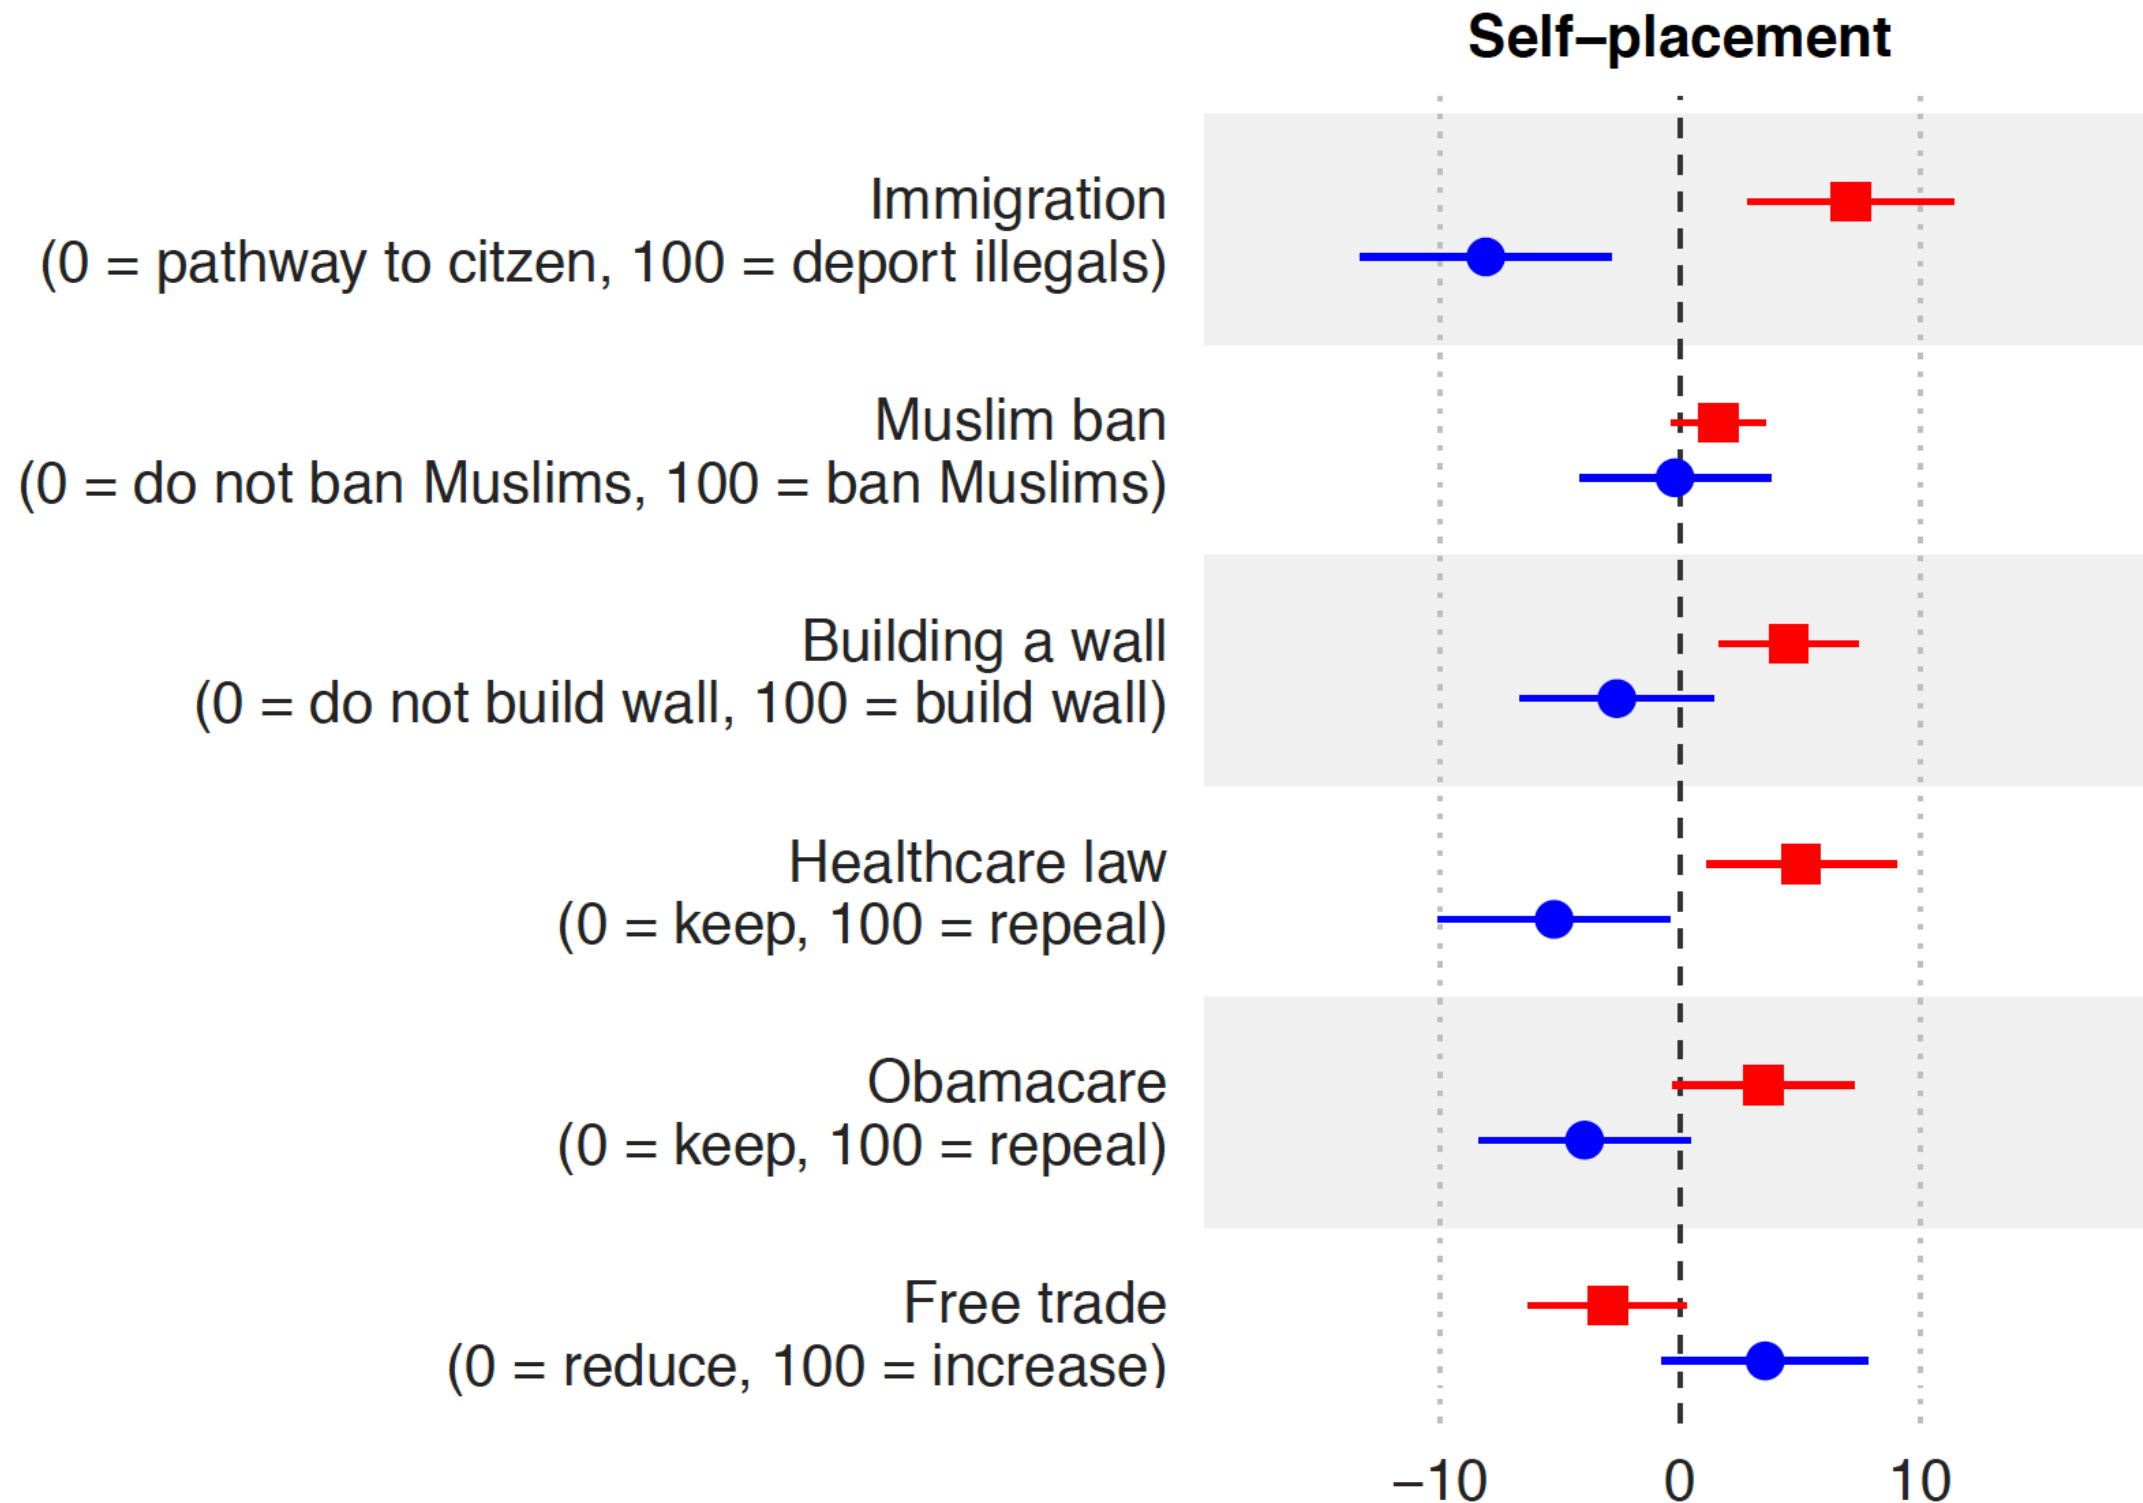 Self–placement
Immigration
(0 = pathway to citzen, 100 = deport illegals)
Muslim ban
(0 = do not ban Muslims, 100 = ban Muslims)
Building a wall
(0 = do not build wall, 100 = build wall)
Healthcare law
(0 = keep, 100 = repeal)
Obamacare
(0 = keep, 100 = repeal)
Free trade
(0 = reduce, 100 = increase)
−10 0 10